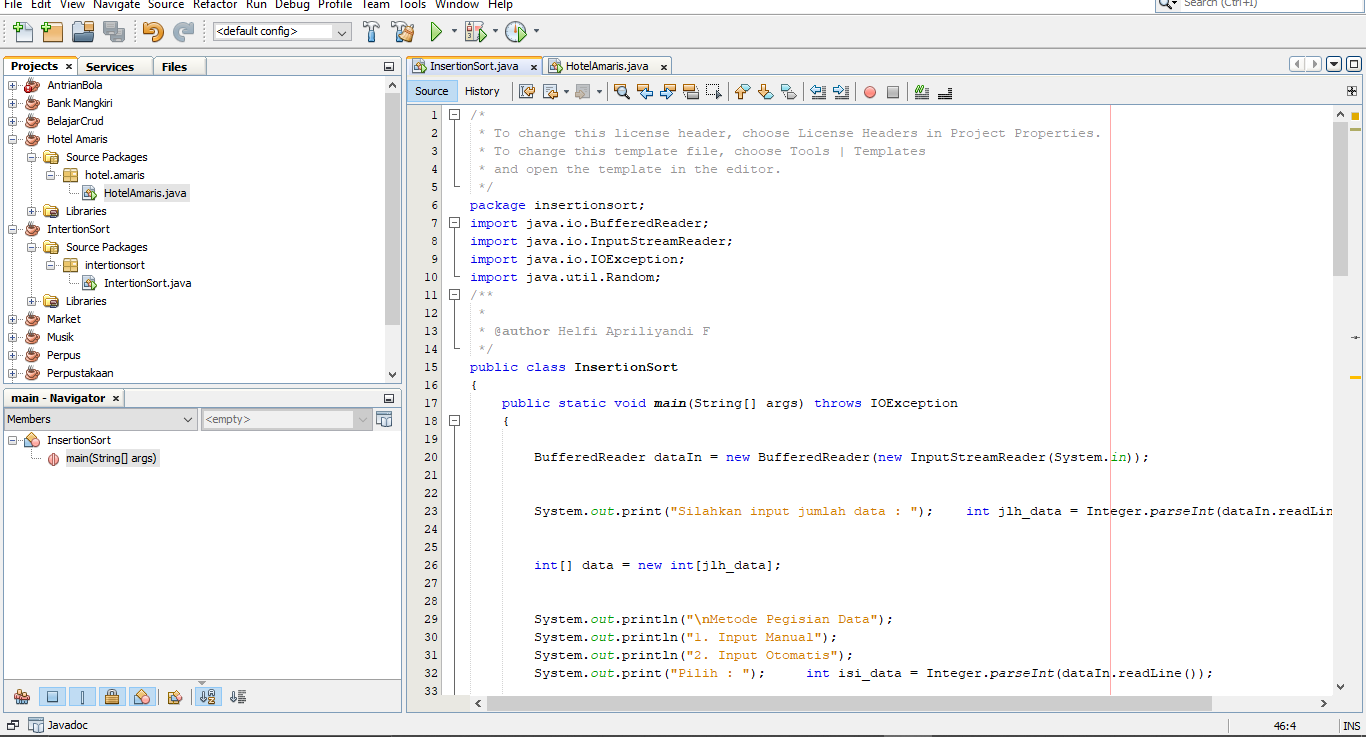 File Edit View Navigate Source Refactor Run Debug Profile Team Tools Window Help
Search (Ctrl+I)
<default config>
Projects
Services
Files
AntrianBola
Bank Mangkiri
BelajarCrud
Hotel Amaris
Source Packages
hotel.amaris
HotelAmaris.java
Libraries
IntertionSort
Source Packages
intertionsort
IntertionSort.java
Libraries
Market
Musik
Perpus
Perpustakaan
main - Navigator
Members
<empty>
InsertionSort
main(String[] args)
InsertionSort.java
HotelAmaris.java
Source
History
1 /*
2 * To change this license header, choose License Headers in Project Properties.
3 * To change this template file, choose Tools | Templates
4 * and open the template in the editor.
5 */
6 package insertionsort;
7 import java.io.BufferedReader;
8 import java.io.InputStreamReader;
9 import java.io.IOException;
10 import java.util.Random;
11 /**
12 *
13 * @author Helfi Apriliyandi F
14 */
15 public class InsertionSort
16 {
17 public static void main(String[] args) throws IOException
18 {
19
20 BufferedReader dataIn = new BufferedReader(new InputStreamReader(System.in));
21
22
23 System.out.print("Silahkan input jumlah data : "); int jlh_data = Integer.parseInt(dataIn.readLin
24
25
26 int[] data = new int[jlh_data];
27
28
29 System.out.println("\nMetode Pegisian Data");
30 System.out.println("1. Input Manual");
31 System.out.println("2. Input Otomatis");
32 System.out.print("Pilih : "); int isi_data = Integer.parseInt(dataIn.readLine());
33
Javadoc
46:4
INS